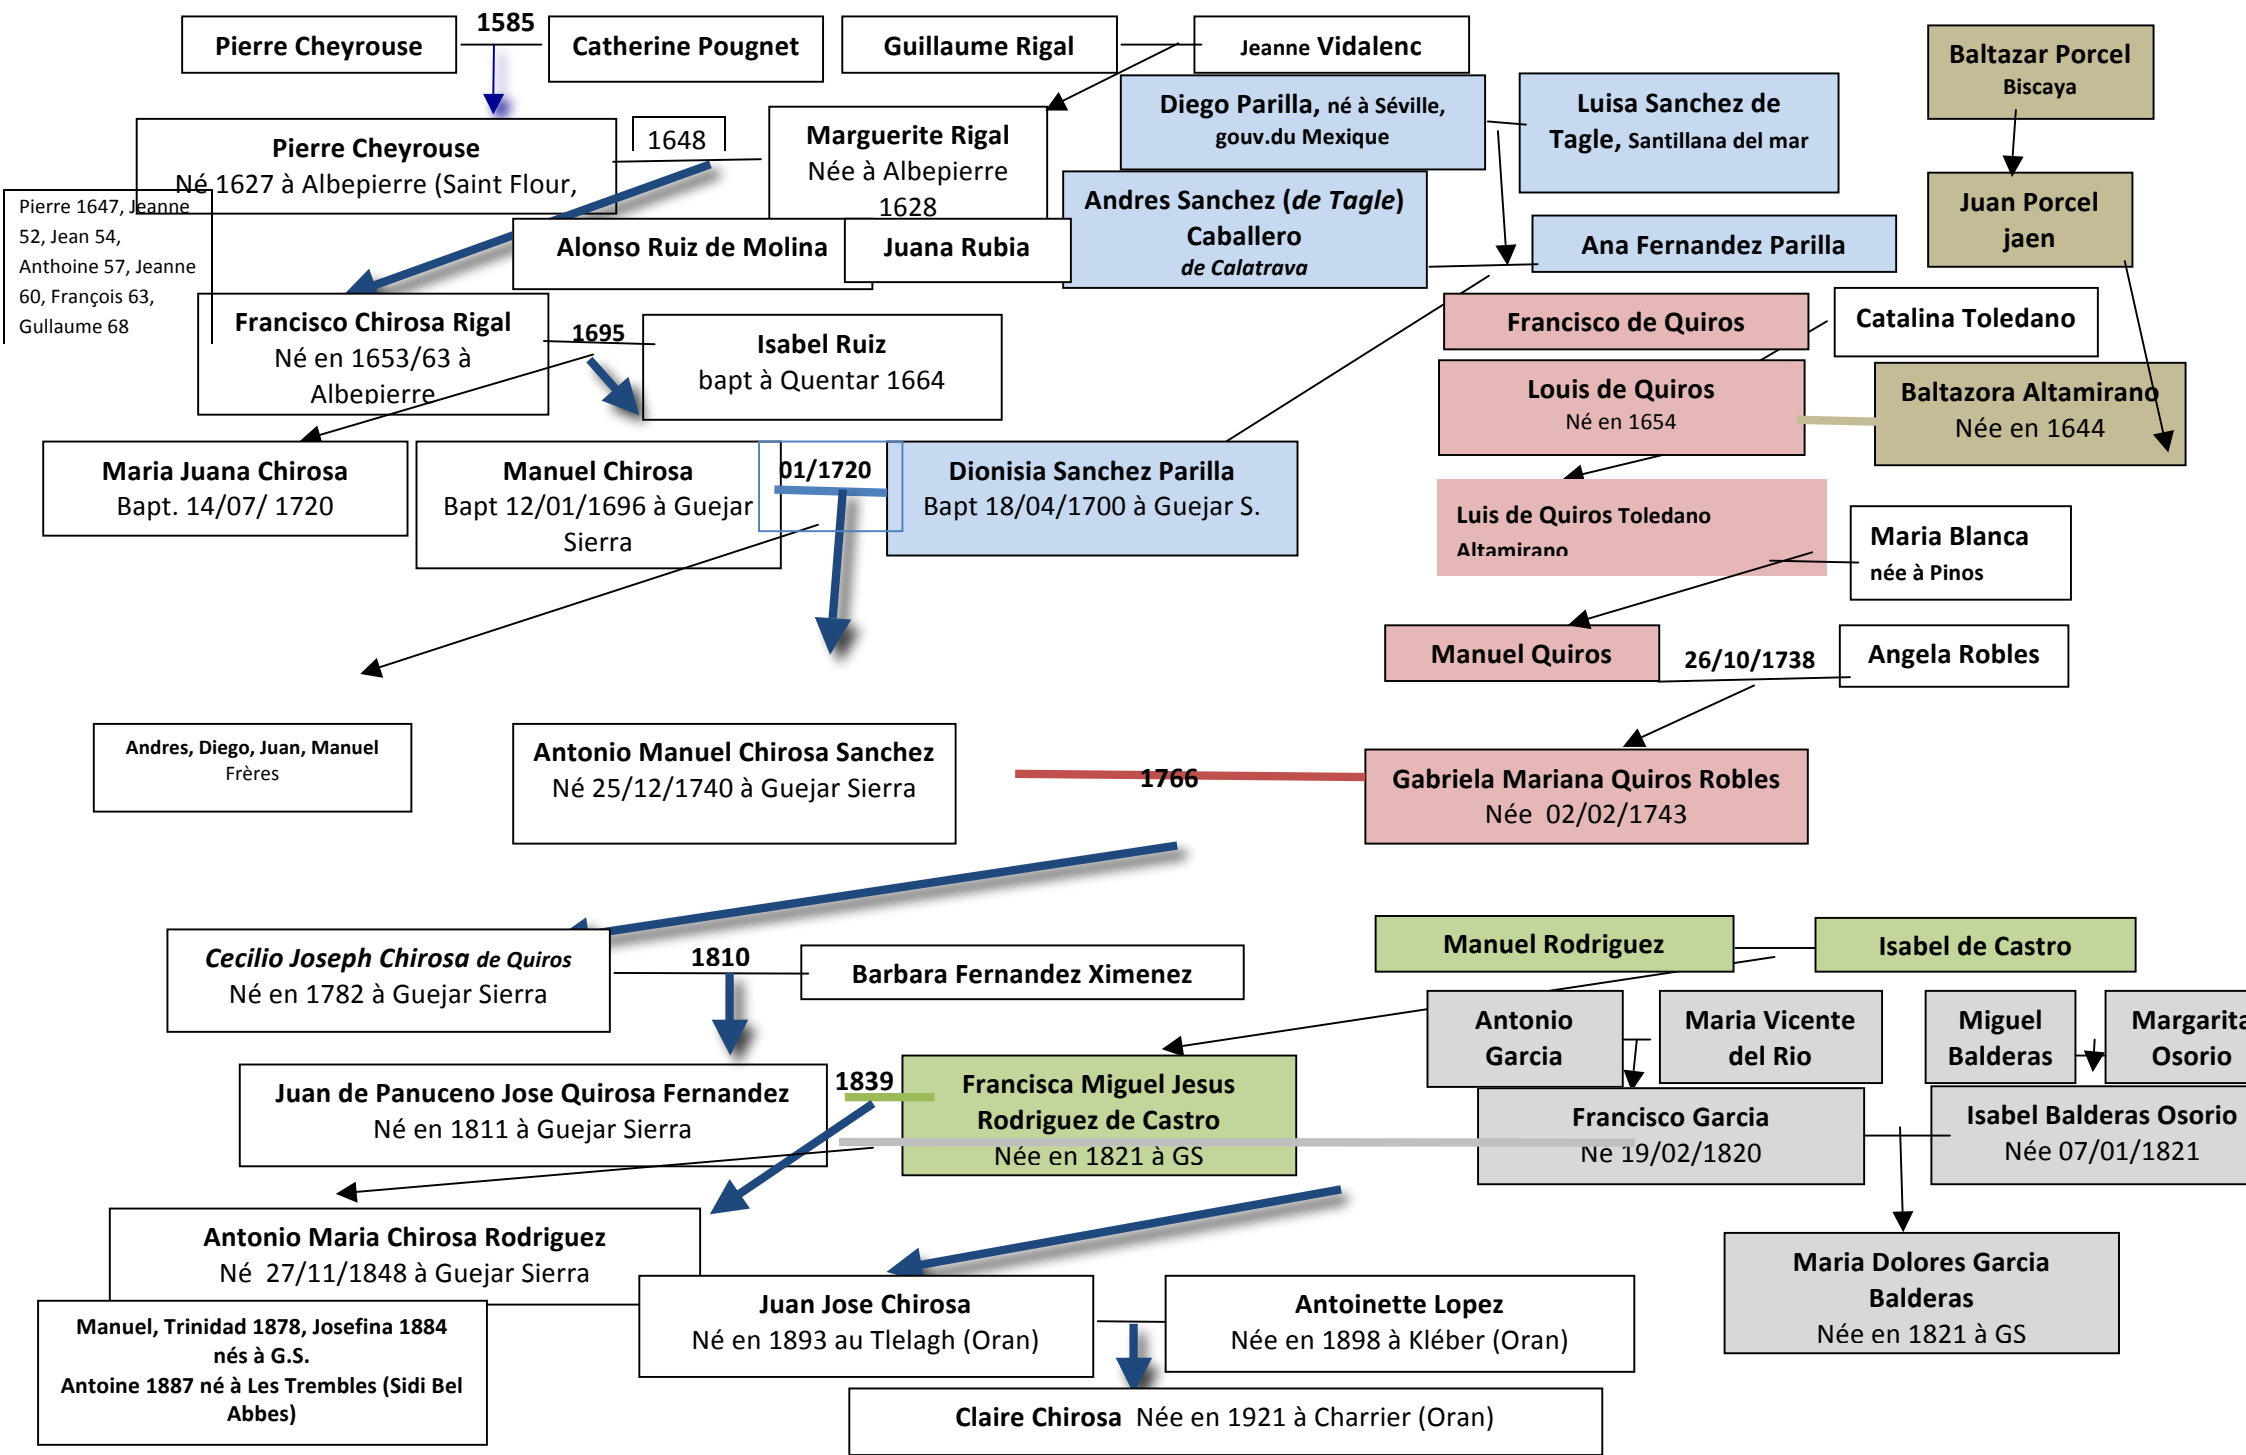 1585
Pierre Cheyrouse
Catherine Pougnet
Guillaume Rigal
Jeanne Vidalenc
Baltazar Porcel
Biscaya
Diego Parilla, né à Séville,
gouv.du Mexique
Luisa Sanchez de
Tagle, Santillana del mar
Pierre Cheyrouse
Né 1627 à Albepierre (Saint Flour,
1648
Marguerite Rigal
Née à Albepierre
1628
Pierre 1647, Jeanne
52, Jean 54,
Anthoine 57, Jeanne
60, François 63,
Gullaume 68
Alonso Ruiz de Molina
Juana Rubia
Andres Sanchez (de Tagle)
Caballero
de Calatrava
Ana Fernandez Parilla
Juan Porcel
jaen
Francisco Chirosa Rigal
Né en 1653/63 à
Albepierre
1695
Isabel Ruiz
bapt à Quentar 1664
Francisco de Quiros
Catalina Toledano
Louis de Quiros
Né en 1654
Baltazora Altamirano
Née en 1644
Maria Juana Chirosa
Bapt. 14/07/ 1720
Manuel Chirosa
Bapt 12/01/1696 à Guejar
Sierra
01/1720
Dionisia Sanchez Parilla
Bapt 18/04/1700 à Guejar S.
Luis de Quiros Toledano
Altamirano
Maria Blanca
née à Pinos
Manuel Quiros
26/10/1738
Angela Robles
Andres, Diego, Juan, Manuel
Frères
Antonio Manuel Chirosa Sanchez
Né 25/12/1740 à Guejar Sierra
1766
Gabriela Mariana Quiros Robles
Née  02/02/1743
Cecilio Joseph Chirosa de Quiros
Né en 1782 à Guejar Sierra
1810
Barbara Fernandez Ximenez
Manuel Rodriguez
Isabel de Castro
Antonio
Garcia
Maria Vicente
del Rio
Miguel
Balderas
Margarita
Osorio
Juan de Panuceno Jose Quirosa Fernandez
Né en 1811 à Guejar Sierra
1839
Francisca Miguel Jesus
Rodriguez de Castro
Née en 1821 à GS
Francisco Garcia
Ne 19/02/1820
Isabel Balderas Osorio
Née 07/01/1821
Antonio Maria Chirosa Rodriguez
Né  27/11/1848 à Guejar Sierra
Manuel, Trinidad 1878, Josefina 1884
nés à G.S.
Antoine 1887 né à Les Trembles (Sidi Bel
Abbes)
Juan Jose Chirosa
Né en 1893 au Tlelagh (Oran)
Antoinette Lopez
Née en 1898 à Kléber (Oran)
Maria Dolores Garcia
Balderas
Née en 1821 à GS
Claire Chirosa  Née en 1921 à Charrier (Oran)